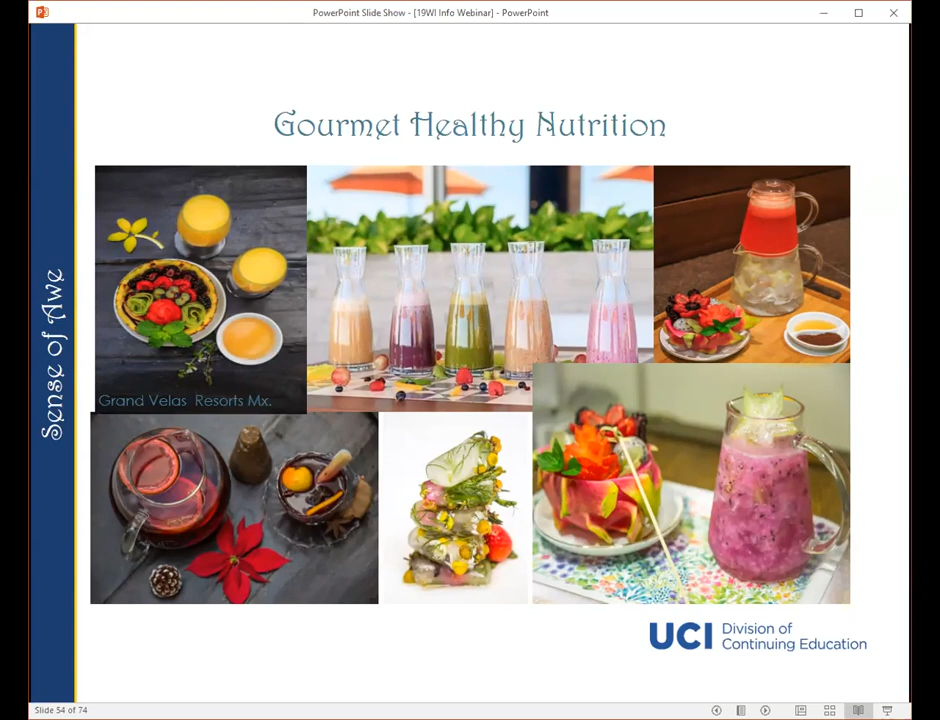 PowerPoint Slide Show - [19WI Info Webinar] - PowerPoint
Gourmet Healthy Nutrition
Sense of Awe
Grand Velas Resorts Mx.
UCI Division of
Continuing Education
Slide 54 of 74